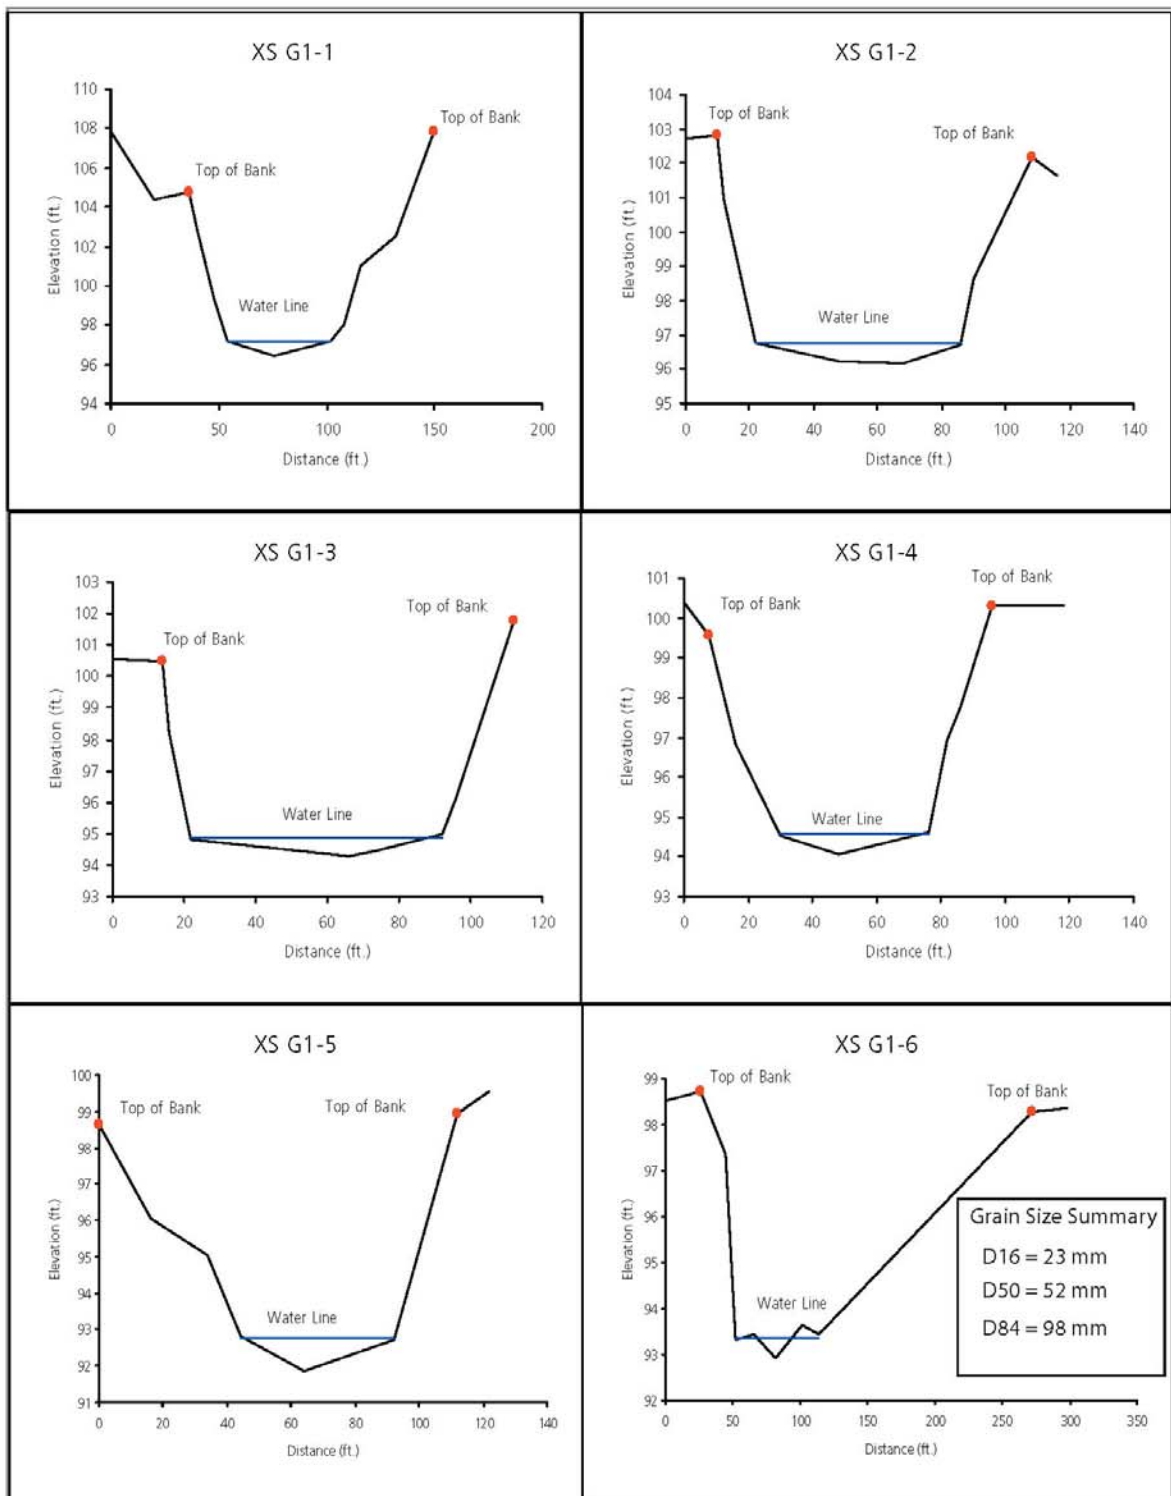 XS G1-1
110
108
106
104
102
100
98
96
94
Elevation (ft.)
Top of Bank
Top of Bank
Water Line
0
50
100
150
200
Distance (ft.)
XS G1-2
104
103
102
101
100
99
98
97
96
95
Elevation (ft.)
Top of Bank
Top of Bank
Water Line
0
20
40
60
80
100
120
140
Distance (ft.)
XS G1-3
103
102
101
100
99
98
97
96
95
94
93
Elevation (ft.)
Top of Bank
Top of Bank
Water Line
0
20
40
60
80
100
120
Distance (ft.)
XS G1-4
101
100
99
98
97
96
95
94
93
Elevation (ft.)
Top of Bank
Top of Bank
Water Line
0
20
40
60
80
100
120
140
Distance (ft.)
XS G1-5
100
99
98
97
96
95
94
93
92
91
Elevation (ft.)
Top of Bank
Top of Bank
Water Line
0
20
40
60
80
100
120
140
Distance (ft.)
XS G1-6
99
98
97
96
95
94
93
92
Elevation (ft.)
Top of Bank
Top of Bank
Water Line
0
50
100
150
200
250
300
350
Distance (ft.)
Grain Size Summary
D16 = 23 mm
D50 = 52 mm
D84 = 98 mm